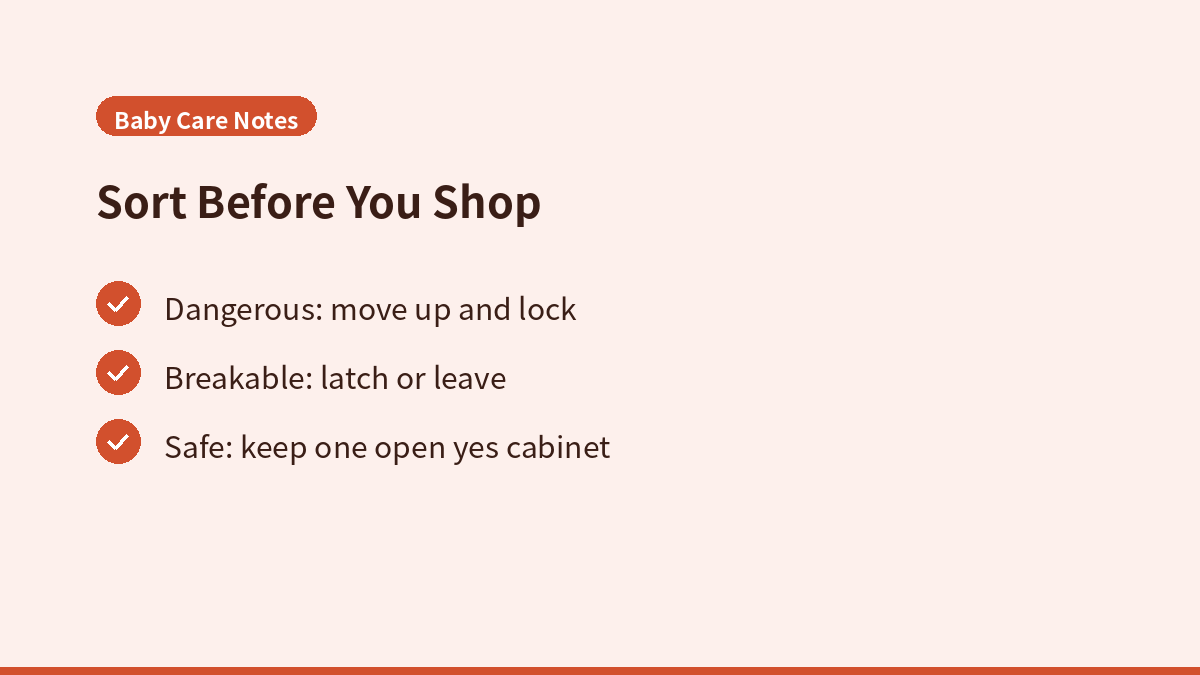 Baby Care Notes
Sort Before You Shop
Dangerous: move up and lock
Breakable: latch or leave
Safe: keep one open yes cabinet